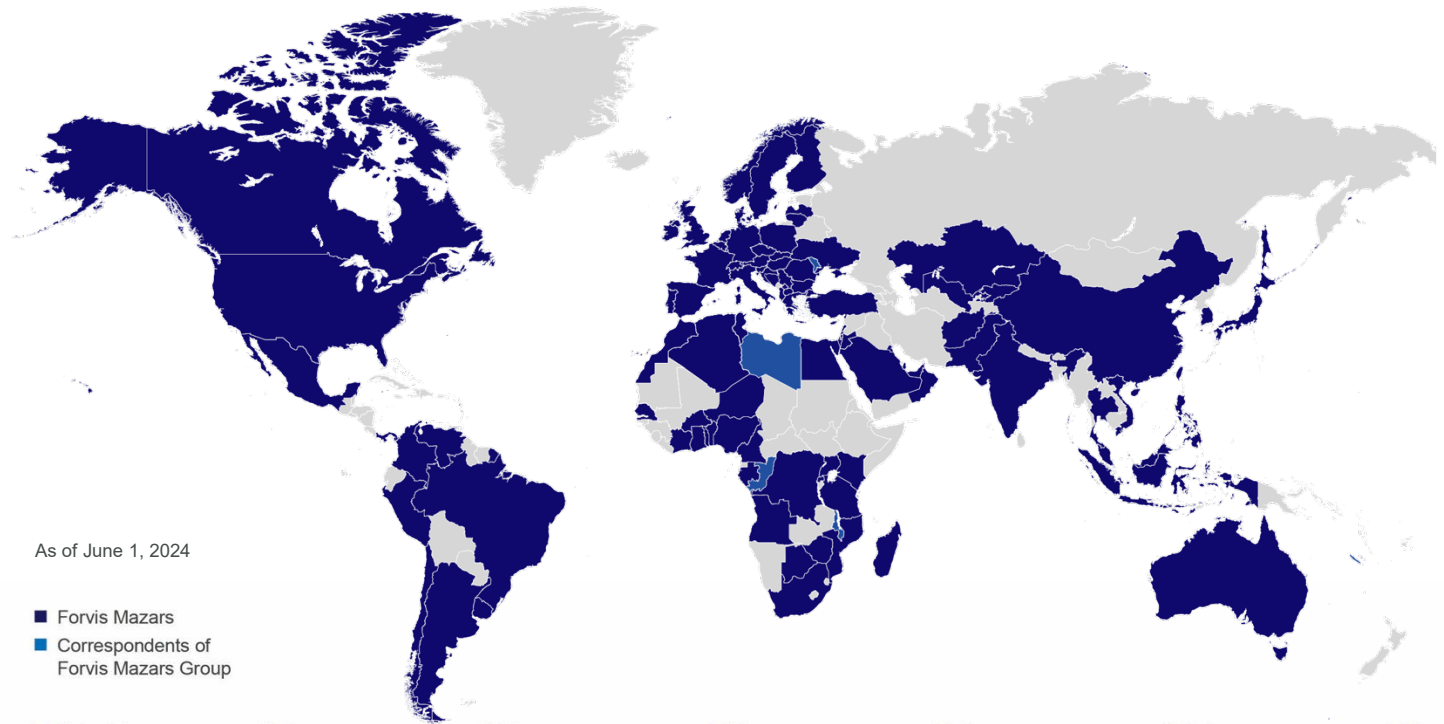 As of June 1, 2024
Forvis Mazars
Correspondents of
Forvis Mazars Group